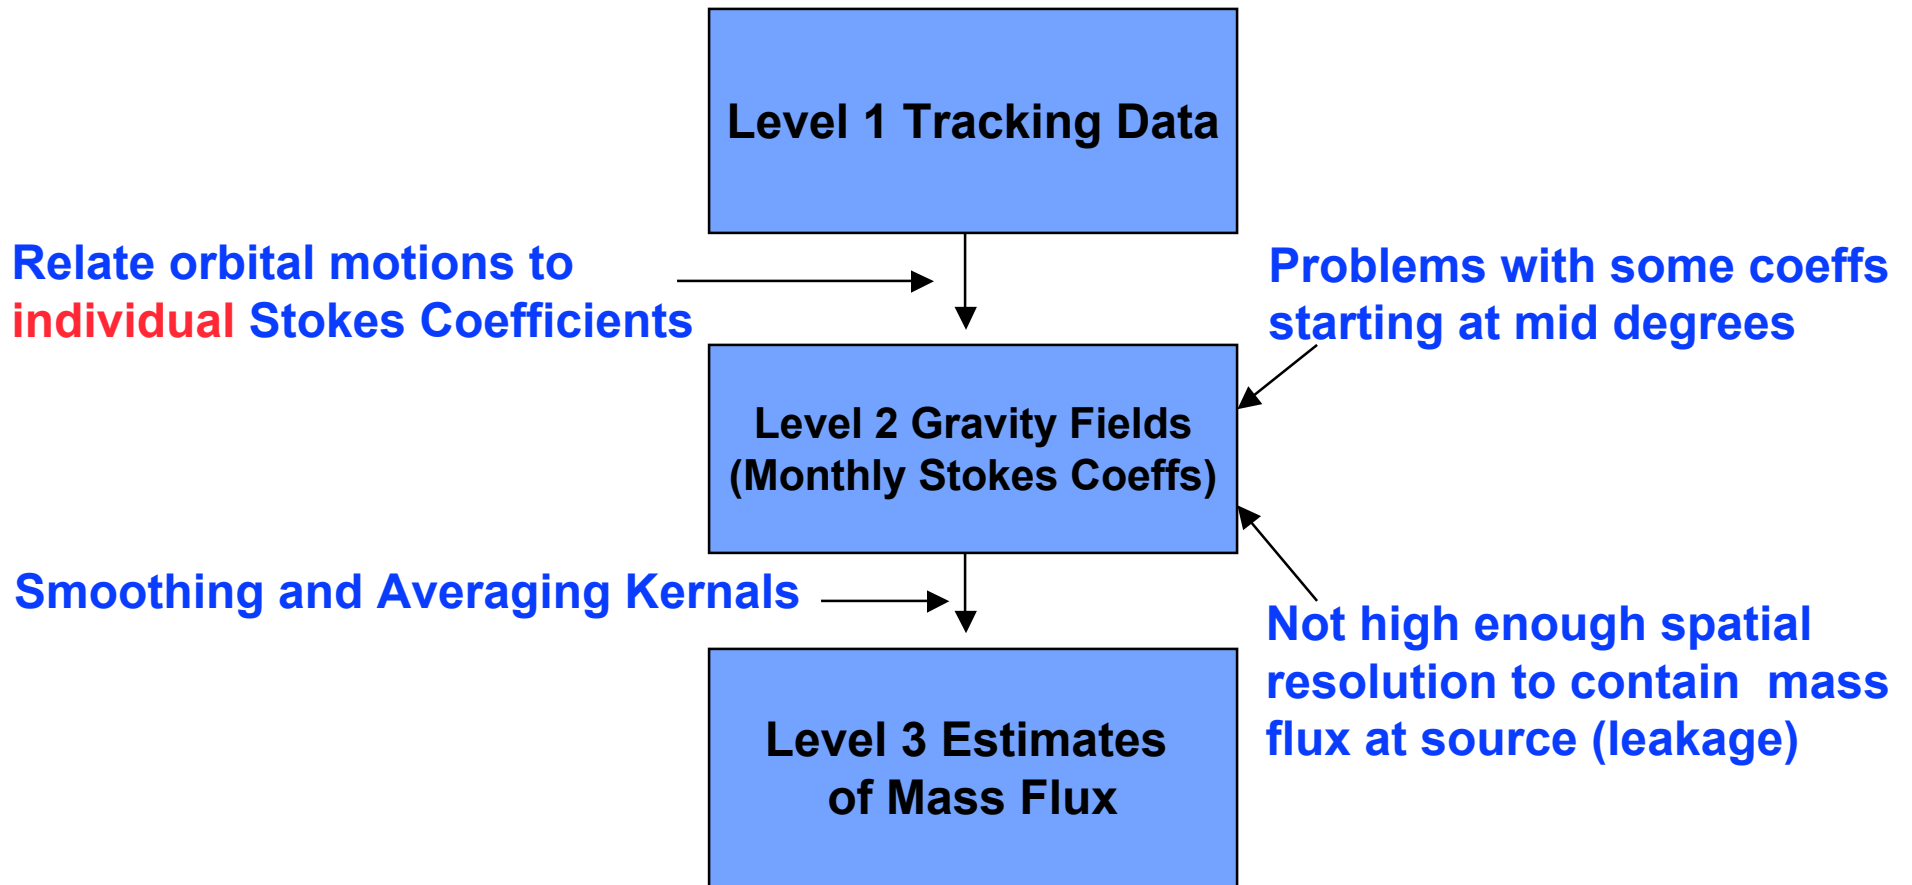 Level 1 Tracking Data
Relate orbital motions to
individual Stokes Coefficients
Problems with some coeffs
starting at mid degrees
Level 2 Gravity Fields
(Monthly Stokes Coeffs)
Smoothing and Averaging Kernals
Not high enough spatial
resolution to contain  mass
flux at source (leakage)
Level 3 Estimates
of Mass Flux